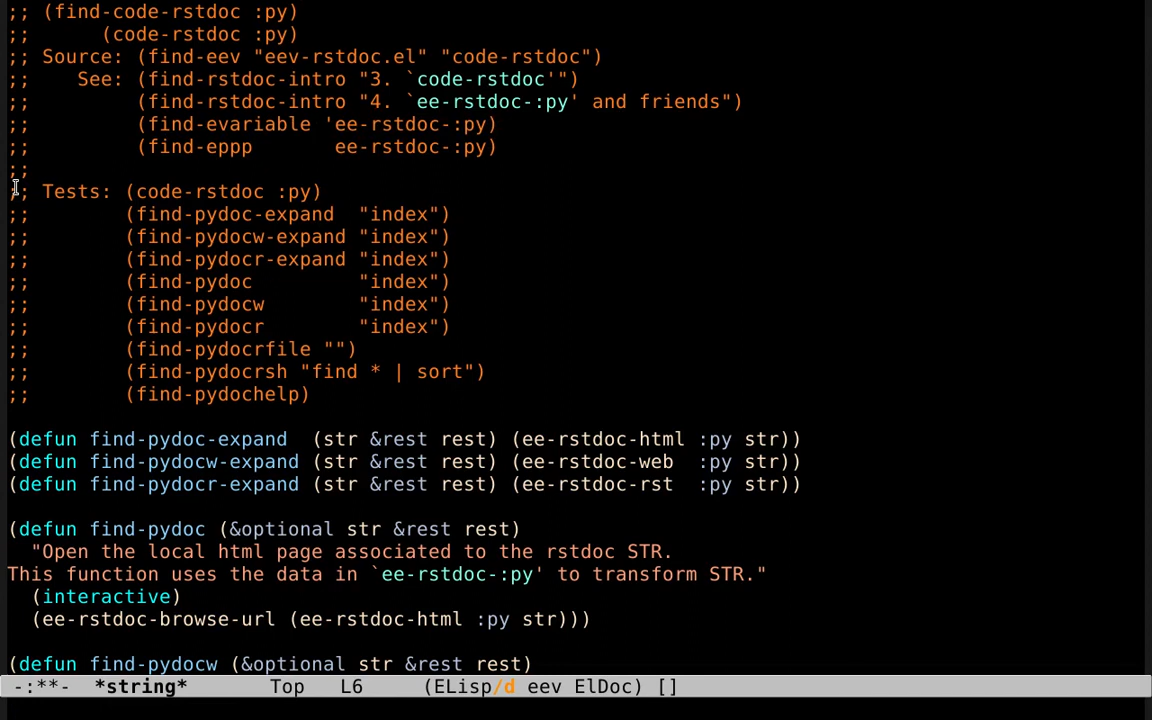 ;; (find-code-rstdoc :py)
;;      (code-rstdoc :py)
;; Source: (find-eev "eev-rstdoc.el" "code-rstdoc")
;;    See: (find-rstdoc-intro "3. `code-rstdoc'")
;;         (find-rstdoc-intro "4. `ee-rstdoc-:py' and friends")
;;         (find-evariable 'ee-rstdoc-:py)
;;         (find-eppp       ee-rstdoc-:py)
;;
;; Tests: (code-rstdoc :py)
;;        (find-pydoc-expand  "index")
;;        (find-pydocw-expand "index")
;;        (find-pydocr-expand "index")
;;        (find-pydoc         "index")
;;        (find-pydocw        "index")
;;        (find-pydocr        "index")
;;        (find-pydocrfile "")
;;        (find-pydocrsh "find * | sort")
;;        (find-pydochelp)
(defun find-pydoc-expand  (str &rest rest) (ee-rstdoc-html :py str))
(defun find-pydocw-expand (str &rest rest) (ee-rstdoc-web  :py str))
(defun find-pydocr-expand (str &rest rest) (ee-rstdoc-rst  :py str))
(defun find-pydoc (&optional str &rest rest)
  "Open the local html page associated to the rstdoc STR.
This function uses the data in `ee-rstdoc-:py' to transform STR."
  (interactive)
  (ee-rstdoc-browse-url (ee-rstdoc-html :py str)))
(defun find-pydocw (&optional str &rest rest)
-:**-  *string*       Top   L6     (ELisp/d eev ElDoc) []